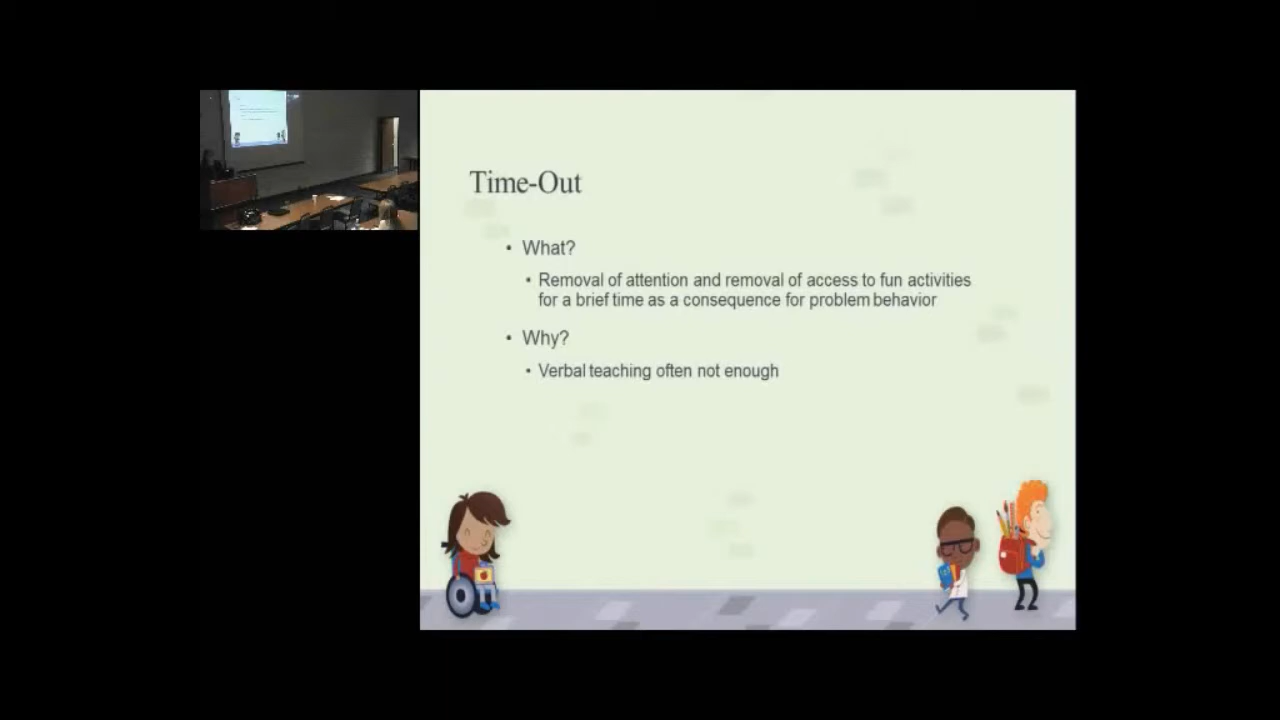 Time-Out
• What?
• Removal of attention and removal of access to fun activities
for a brief time as a consequence for problem behavior
• Why?
• Verbal teaching often not enough